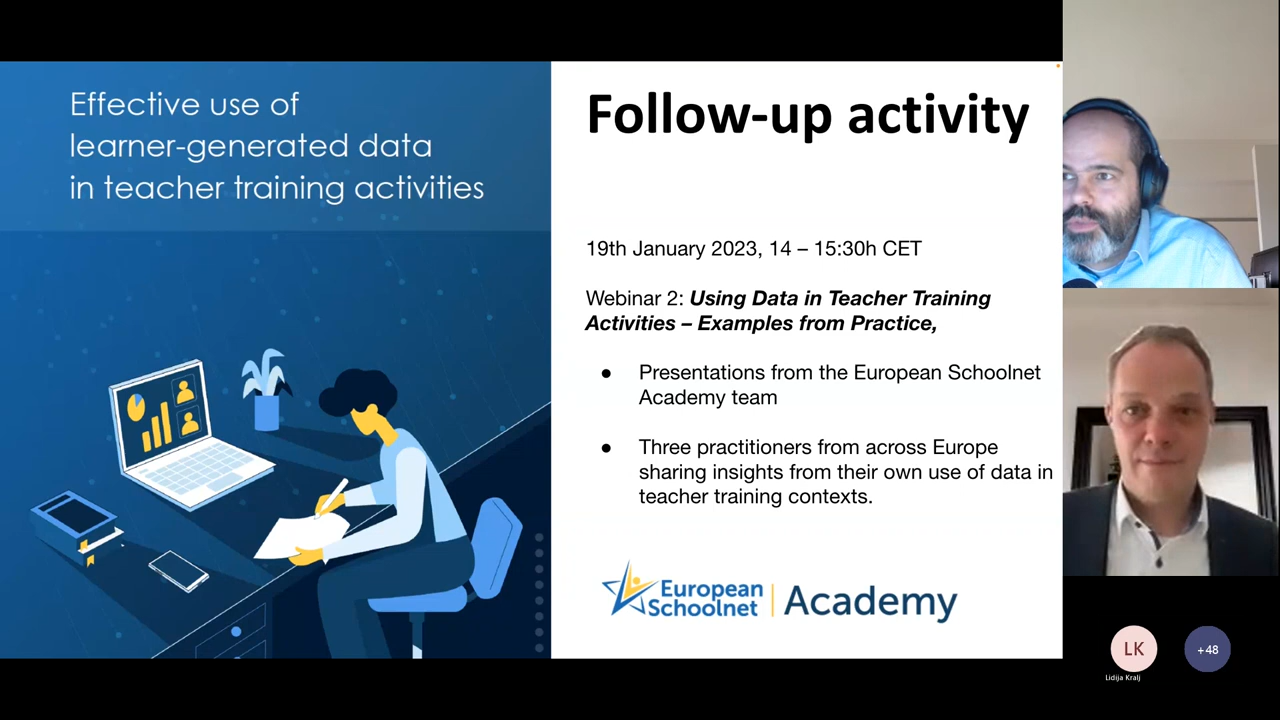 Effective use of
learner-generated data
in teacher training activities
Follow-up activity
19th January 2023, 14 – 15:30h CET
Webinar 2: Using Data in Teacher Training
Activities – Examples from Practice,
● Presentations from the European Schoolnet
Academy team
● Three practitioners from across Europe
sharing insights from their own use of data in
teacher training contexts.
European
Schoolnet
Academy
LK
+48
Lidija Kralj